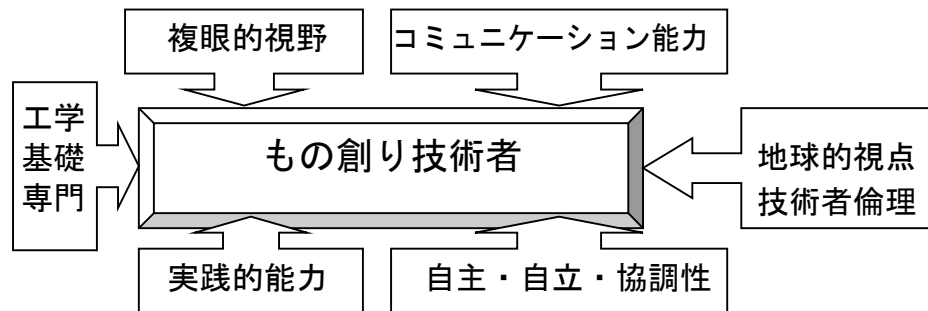 複眼的視野
コミュニケーション能力
工学
基礎
専門
もの創り技術者
地球的視点
技術者倫理
実践的能力
自主・自立・協調性